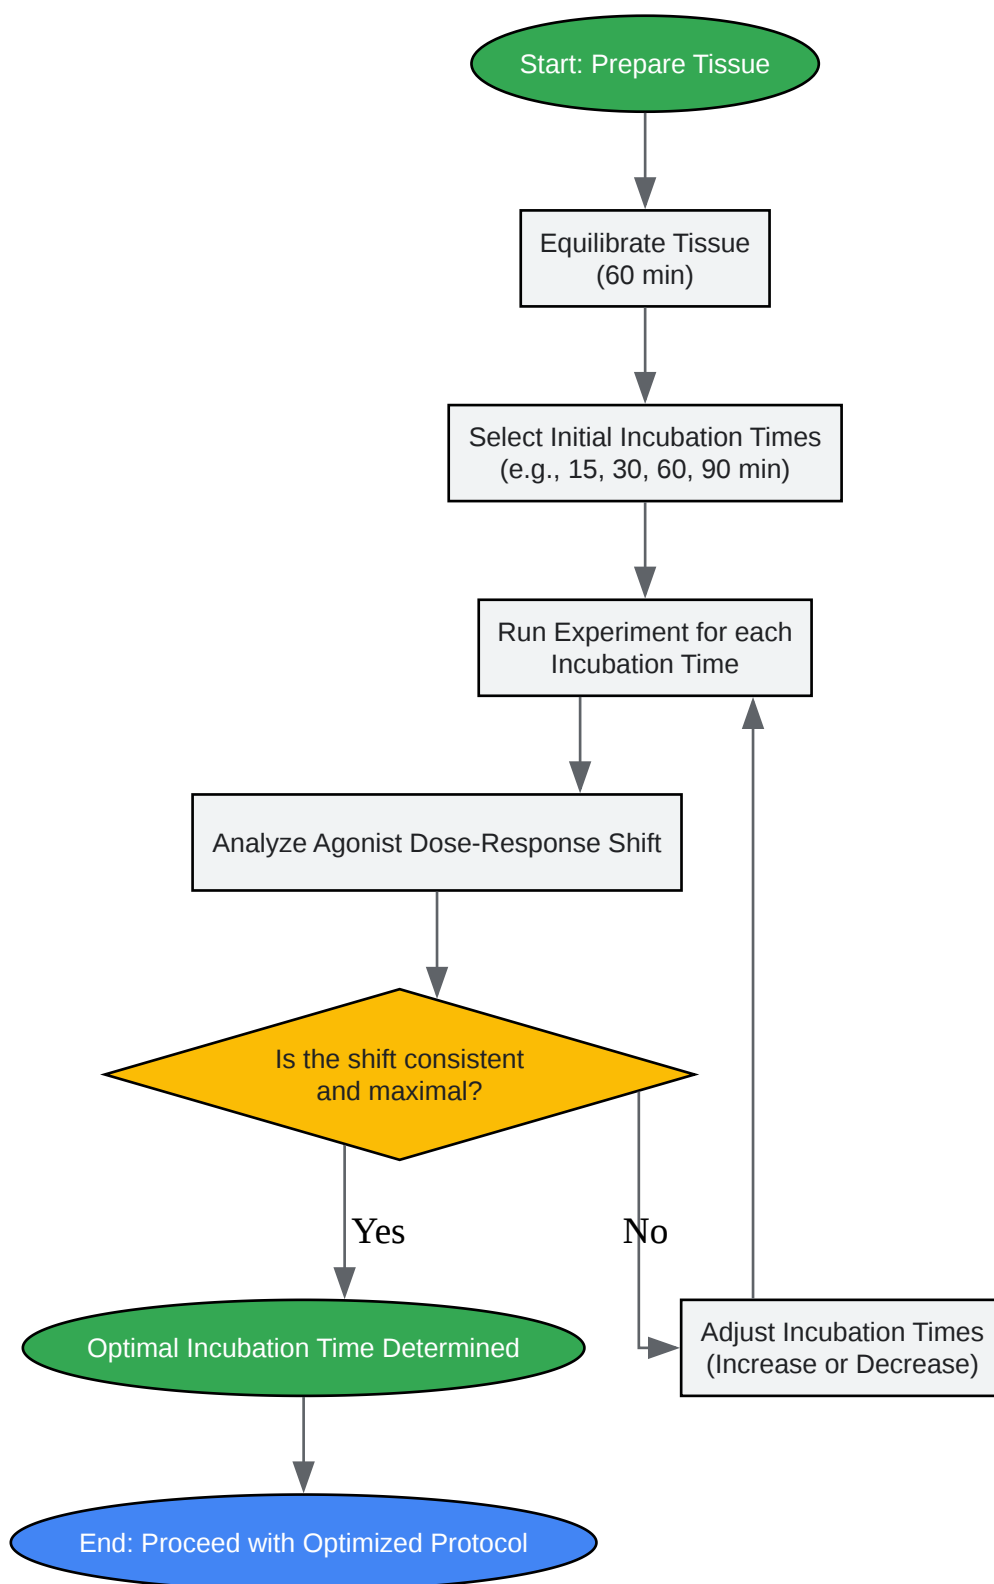 Start: Prepare Tissue
Equilibrate Tissue
(60 min)
Select Initial Incubation Times
(e.g., 15, 30, 60, 90 min)
Run Experiment for each
Incubation Time
Analyze Agonist Dose-Response Shift
Is the shift consistent
and maximal?
Yes
No
Optimal Incubation Time Determined
Adjust Incubation Times
(Increase or Decrease)
End: Proceed with Optimized Protocol